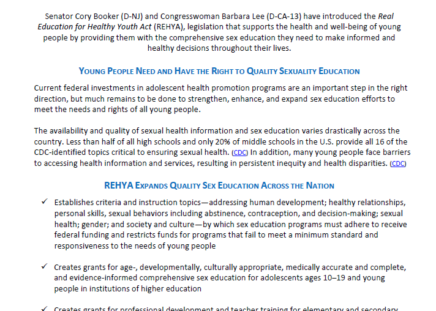 Senator Cory Booker (D-NJ) and Congresswoman Barbara Lee (D-CA-13) have introduced the Real
Education for Healthy Youth Act (REHYA), legislation that supports the health and well-being of young
people by providing them with the comprehensive sex education they need to make informed and
healthy decisions throughout their lives.
YOUNG PEOPLE NEED AND HAVE THE RIGHT TO QUALITY SEXUALITY EDUCATION
Current federal investments in adolescent health promotion programs are an important step in the right
direction, but much remains to be done to strengthen, enhance, and expand sex education efforts to
meet the needs and rights of all young people.
The availability and quality of sexual health information and sex education varies drastically across the
country. Less than half of all high schools and only 20% of middle schools in the U.S. provide all 16 of the
CDC-identified topics critical to ensuring sexual health. (CDC) In addition, many young people face barriers
to accessing health information and services, resulting in persistent inequity and health disparities. (CDC)
REHYA EXPANDS QUALITY SEX EDUCATION ACROSS THE NATION
✓ Establishes criteria and instruction topics—addressing human development; healthy relationships,
personal skills, sexual behaviors including abstinence, contraception, and decision-making; sexual
health; gender; and society and culture—by which sex education programs must adhere to receive
federal funding and restricts funds for programs that fail to meet a minimum standard and
responsiveness to the needs of young people
✓ Creates grants for age-, developmentally, culturally appropriate, medically accurate and complete,
and evidence-informed comprehensive sex education for adolescents ages 10–19 and young
people in institutions of higher education
✓ Creates grants for professional development and teacher training for elementary and secondary